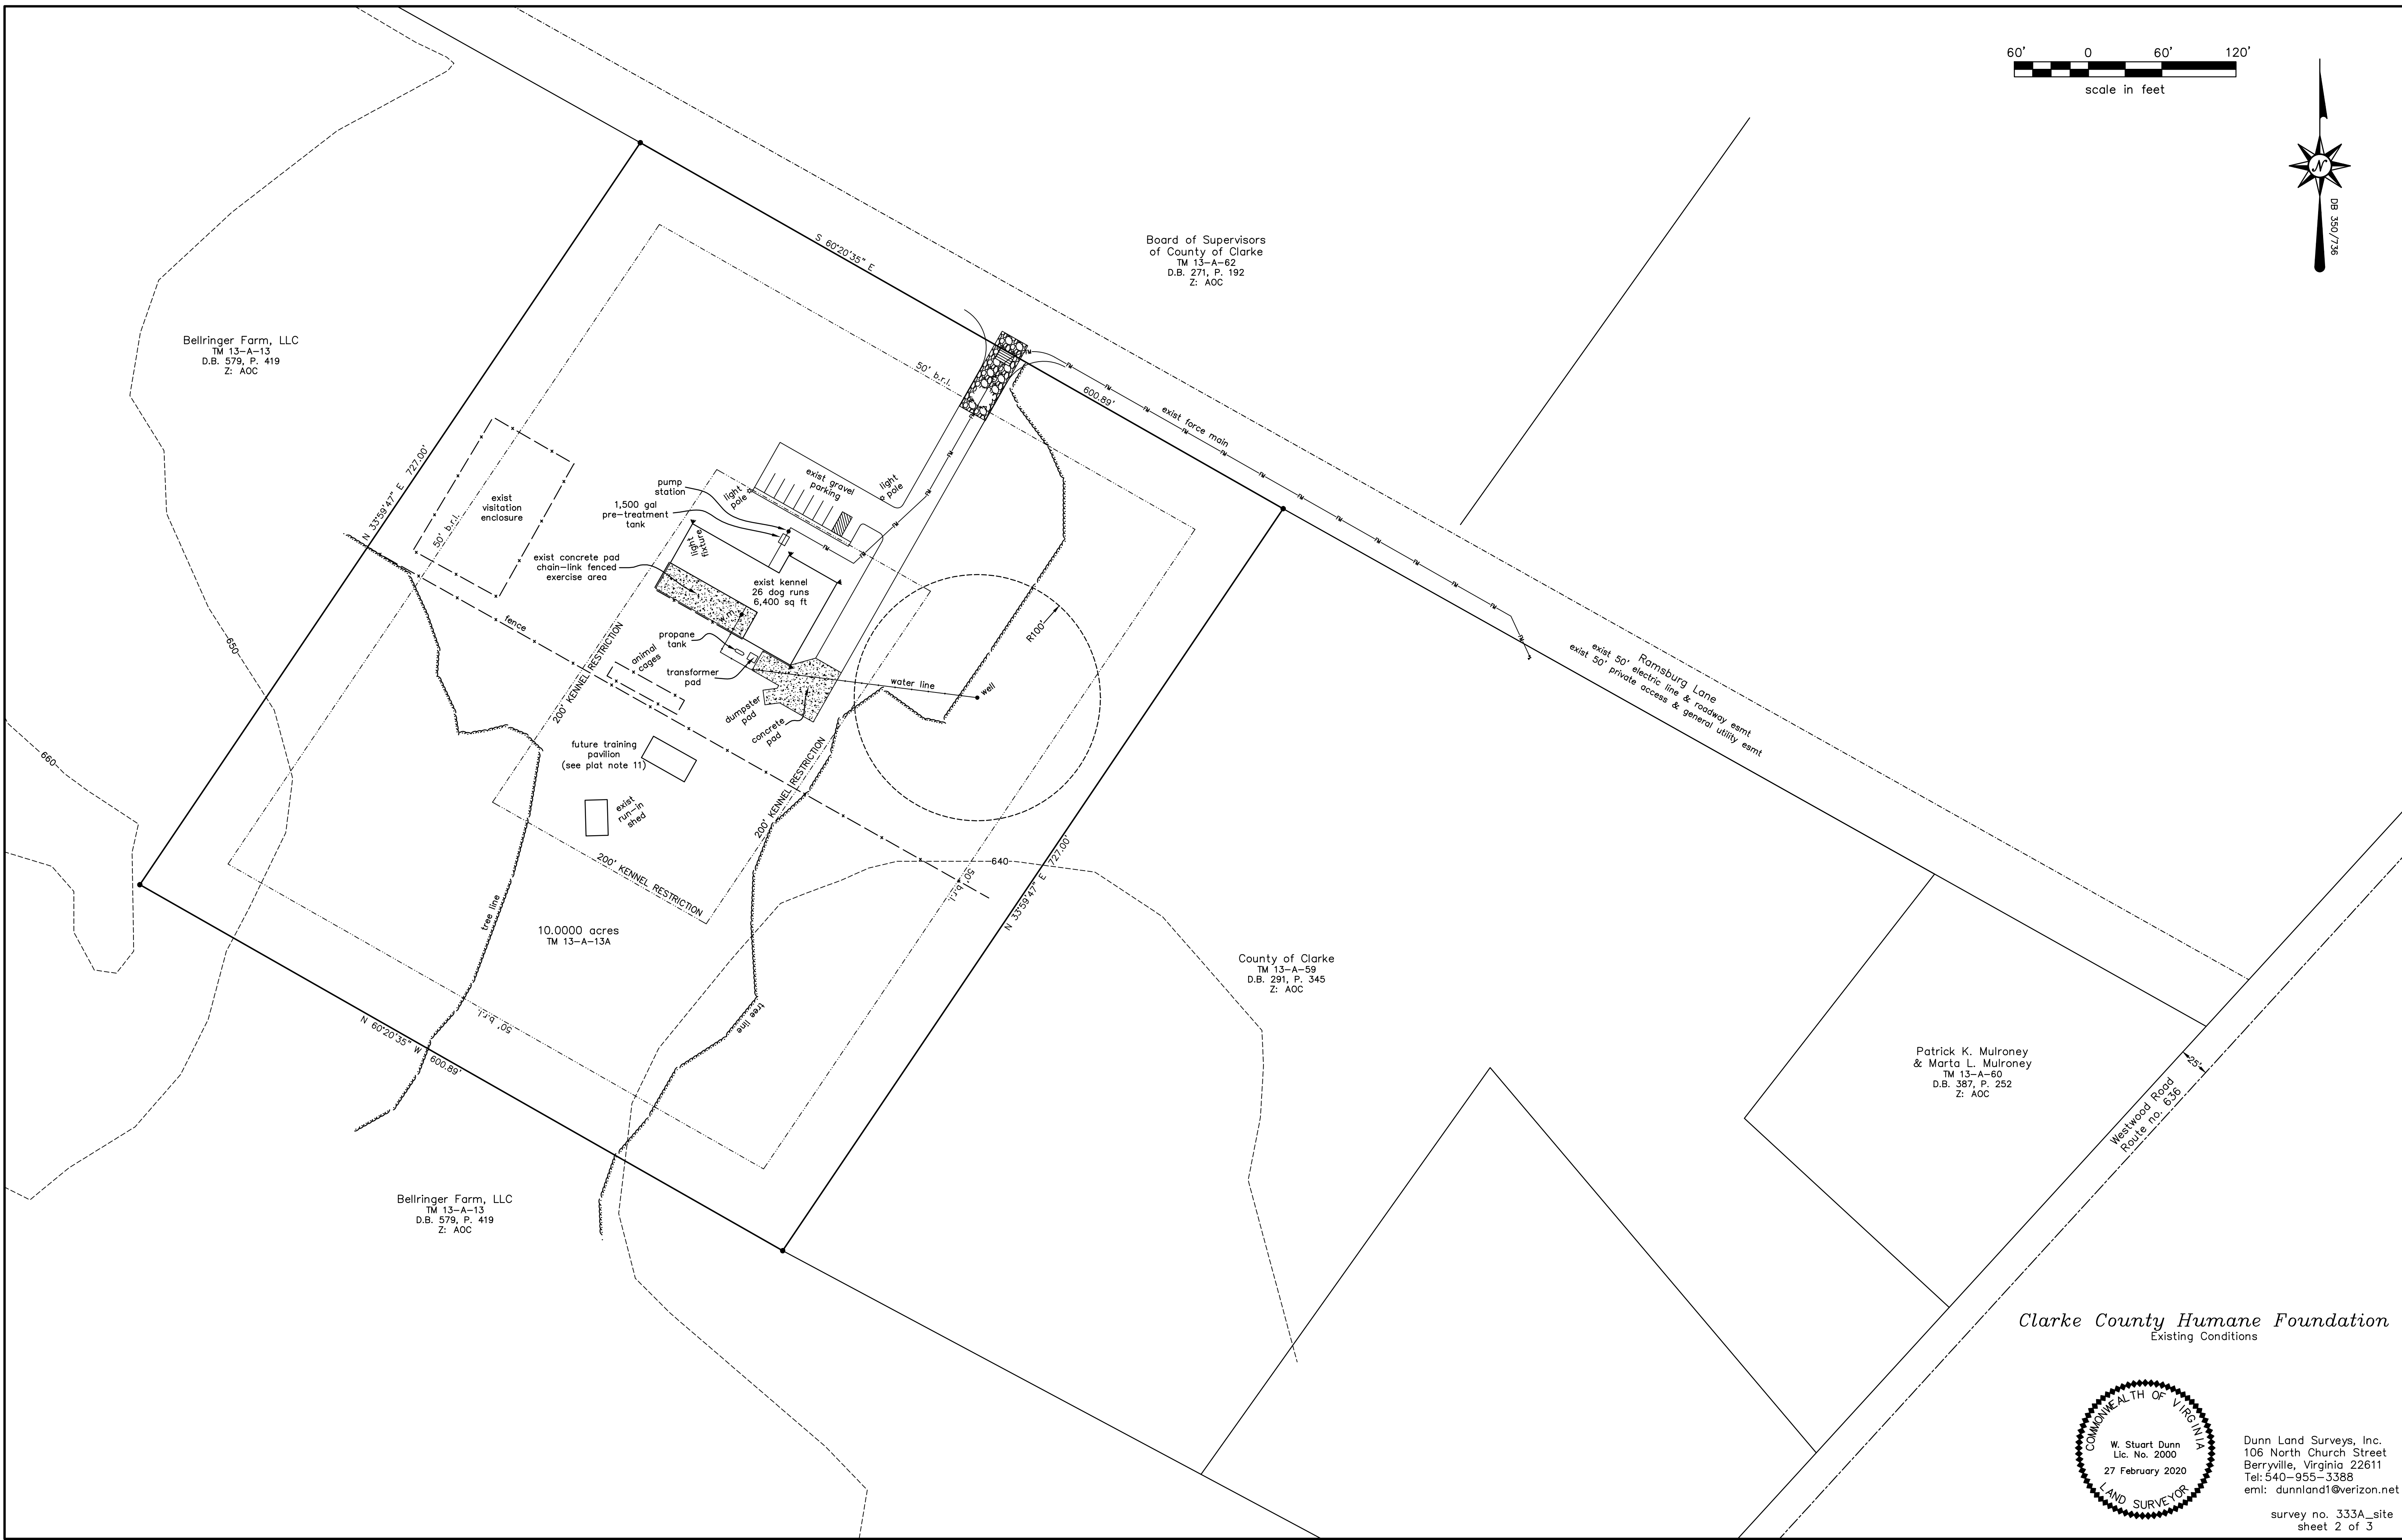 60' 0 60' 120'
scale in feet
N
DB 350/736
Board of Supervisors
of County of Clarke
TM 13-A-62
D.B. 271, P. 192
Z: AOC
S 60°20'35" E
600.89'
Bellringer Farm, LLC
TM 13-A-13
D.B. 579, P. 419
Z: AOC
N 33°59'47" E 727.00'
50' b.r.l.
50' b.r.l.
exist
visitation
enclosure
exist gravel
parking
light
pole
light
pole
pump
station
1,500 gal
pre-treatment
tank
light
fixture
exist concrete pad
chain-link fenced
exercise area
exist kennel
26 dog runs
6,400 sq ft
exist force main
FM
fence
animal
cages
propane
tank
transformer
pad
water line
well
R100'
dumpster
pad
concrete
pad
200' KENNEL RESTRICTION
200' KENNEL RESTRICTION
200' KENNEL RESTRICTION
future training
pavilion
(see plat note 11)
exist
run-in
shed
650
660
640
Ramsburg Lane
exist 50' electric line & roadway esmt
exist 50' private access & general utility esmt
tree line
tree line
10.0000 acres
TM 13-A-13A
50' b.r.l.
50' b.r.l.
N 33°59'47" E 727.00'
N 60°20'35" W 600.89'
County of Clarke
TM 13-A-59
D.B. 291, P. 345
Z: AOC
Patrick K. Mulroney
& Marta L. Mulroney
TM 13-A-60
D.B. 387, P. 252
Z: AOC
25'
Westwood Road
Route no. 636
Bellringer Farm, LLC
TM 13-A-13
D.B. 579, P. 419
Z: AOC
Clarke County Humane Foundation
Existing Conditions
COMMONWEALTH OF VIRGINIA
W. Stuart Dunn
Lic. No. 2000
27 February 2020
LAND SURVEYOR
Dunn Land Surveys, Inc.
106 North Church Street
Berryville, Virginia 22611
Tel: 540-955-3388
eml: dunnland1@verizon.net
survey no. 333A_site
sheet 2 of 3